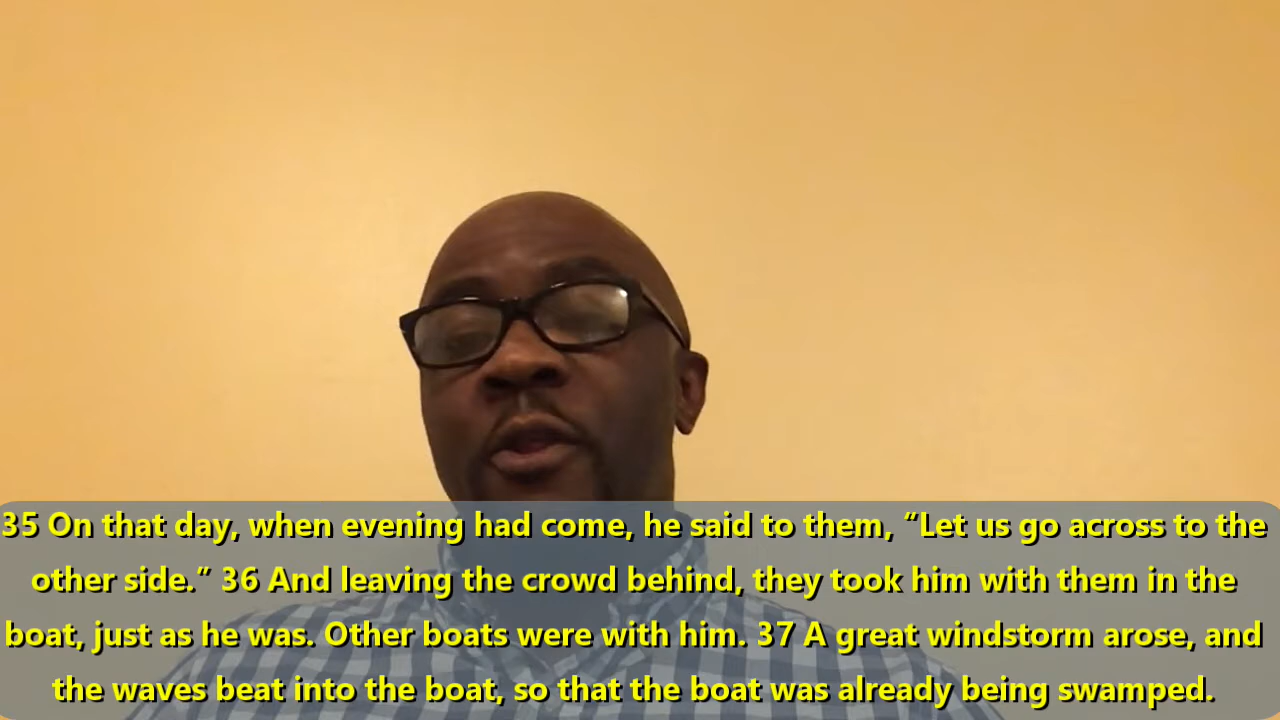 35 On that day, when evening had come, he said to them, “Let us go across to the
other side.” 36 And leaving the crowd behind, they took him with them in the
boat, just as he was. Other boats were with him. 37 A great windstorm arose, and
the waves beat into the boat, so that the boat was already being swamped.